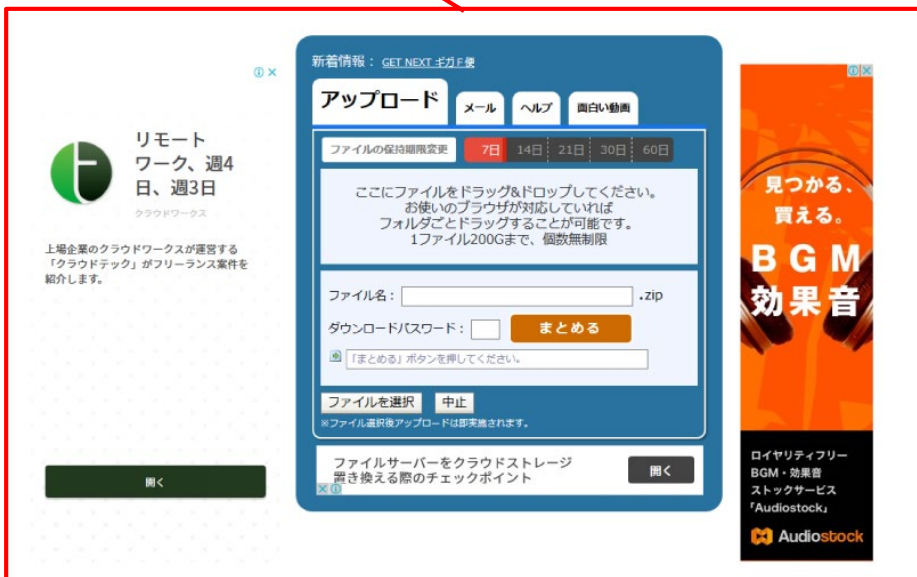 新着情報： GET NEXT ギガF便
アップロード
メール
ヘルプ
面白い動画
ファイルの保持期限変更
7日
14日
21日
30日
60日
ここにファイルをドラッグ&ドロップしてください。
お使いのブラウザが対応していれば
フォルダごとドラッグすることが可能です。
1ファイル200Gまで、個数無制限
ファイル名：
.zip
ダウンロードパスワード：
まとめる
「まとめる」ボタンを押してください。
ファイルを選択
中止
※ファイル選択後アップロードは即実施されます。
ファイルサーバーをクラウドストレージ
置き換える際のチェックポイント
開く
リモート
ワーク、週4
日、週3日
クラウドワークス
上場企業のクラウドワークスが運営する
「クラウドテック」がフリーランス案件を
紹介します。
開く
見つかる、
買える。
BGM
効果音
ロイヤリティフリー
BGM・効果音
ストックサービス
「Audiostock」
Audiostock